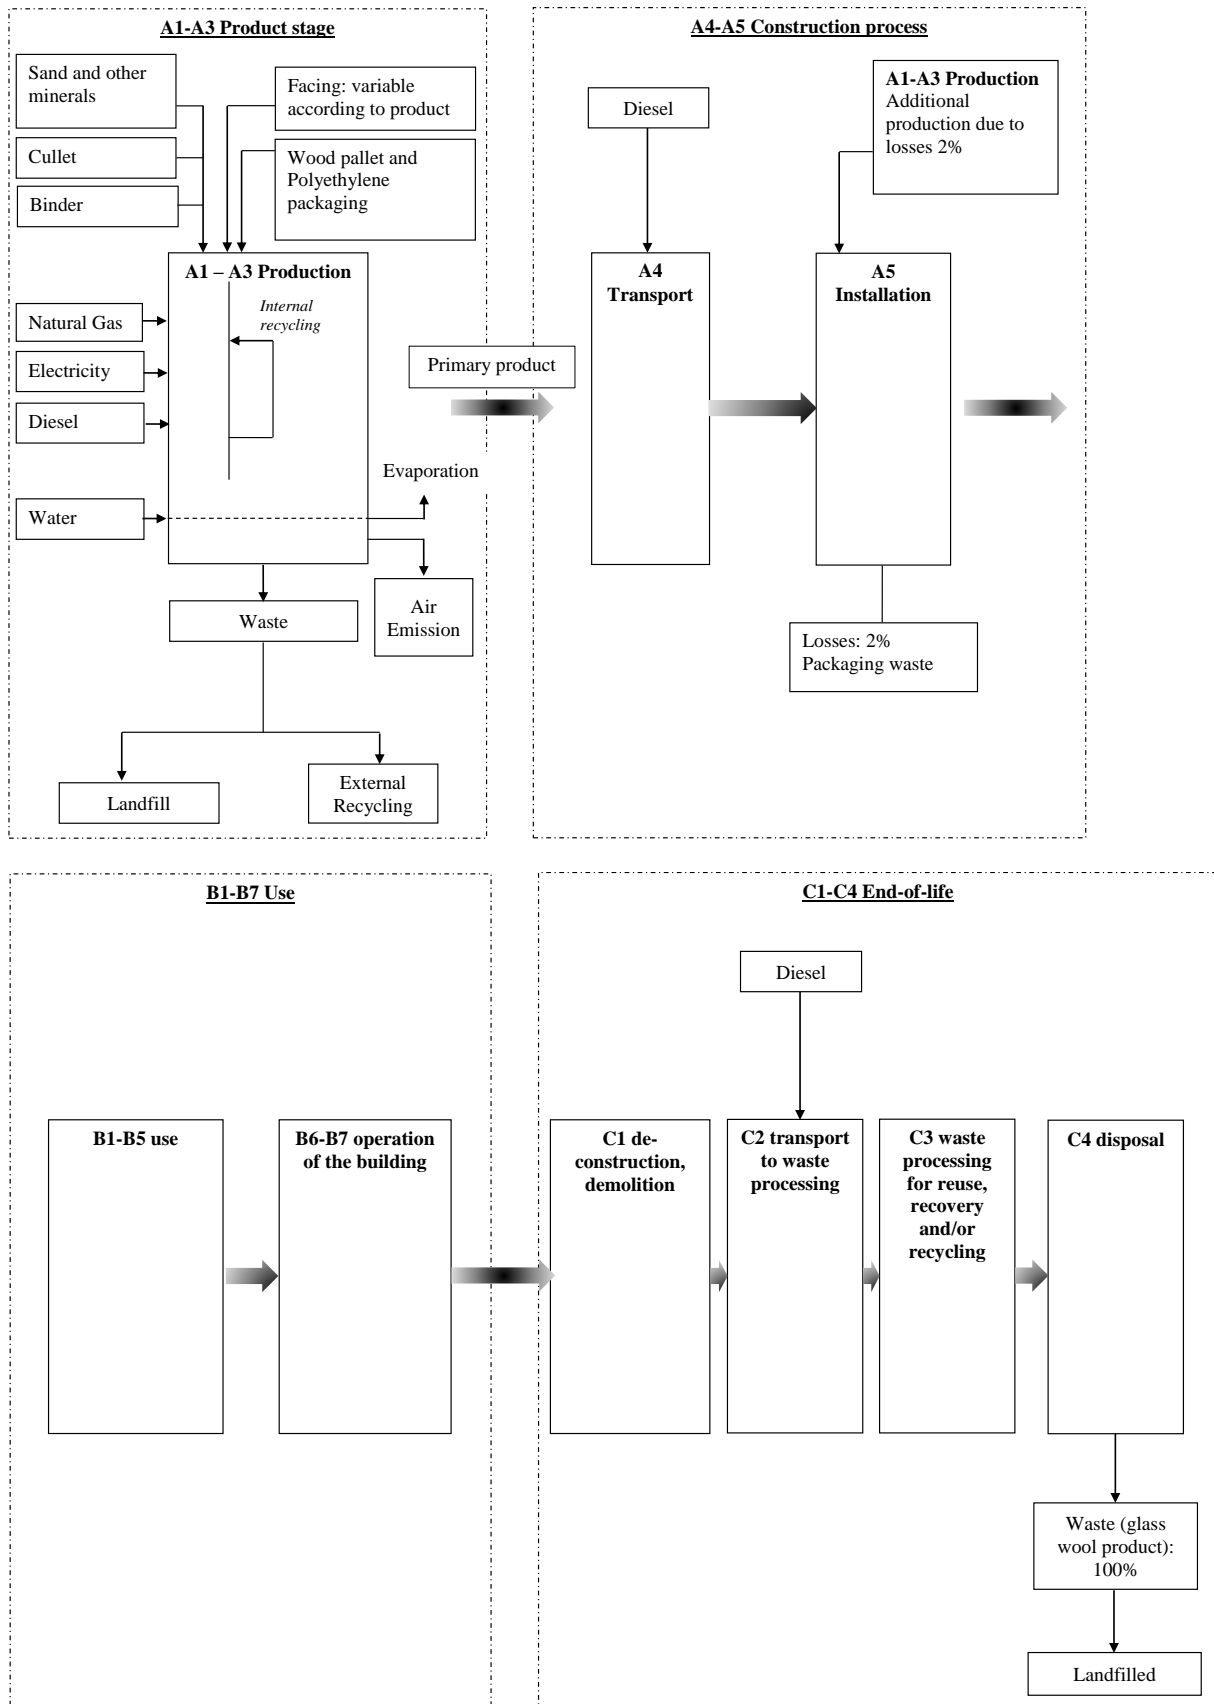 A1-A3 Product stage
Sand and other
minerals
Cullet
Binder
Facing: variable
according to product
Wood pallet and
Polyethylene
packaging
A1 – A3 Production
Internal
recycling
Natural Gas
Electricity
Diesel
Water
Evaporation
Air
Emission
Waste
Landfill
External
Recycling
Primary product
A4-A5 Construction process
Diesel
A1-A3 Production
Additional
production due to
losses 2%
A4
Transport
A5
Installation
Losses: 2%
Packaging waste
B1-B7 Use
B1-B5 use
B6-B7 operation
of the building
C1-C4 End-of-life
Diesel
C1 de-
construction,
demolition
C2 transport
to waste
processing
C3 waste
processing
for reuse,
recovery
and/or
recycling
C4 disposal
Waste (glass
wool product):
100%
Landfilled